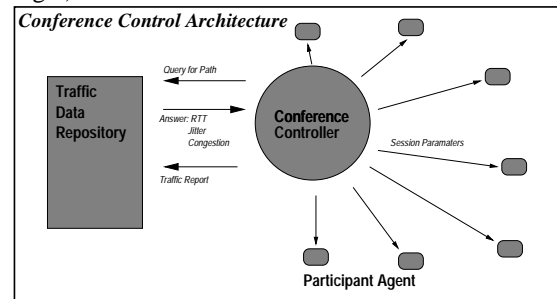 Conference Control Architecture
Query for Path
Traffic
Data
Repository
Answer: RTT
Jitter
Congestion
Conference
Controller
Session Paramaters
Traffic Report
Participant Agent